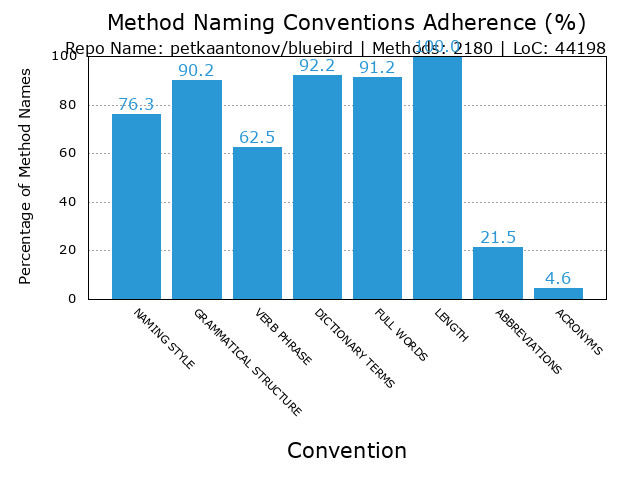 Method Naming Conventions Adherence (%)
Repo Name: petkaantonov/bluebird | Methods: 2180 | LoC: 44198
Percentage of Method Names
100
80
60
40
20
0
76.3
90.2
62.5
92.2
91.2
100.0
21.5
4.6
NAMING STYLE
GRAMMATICAL STRUCTURE
VERB PHRASE
DICTIONARY TERMS
FULL WORDS
LENGTH
ABBREVIATIONS
ACRONYMS
Convention